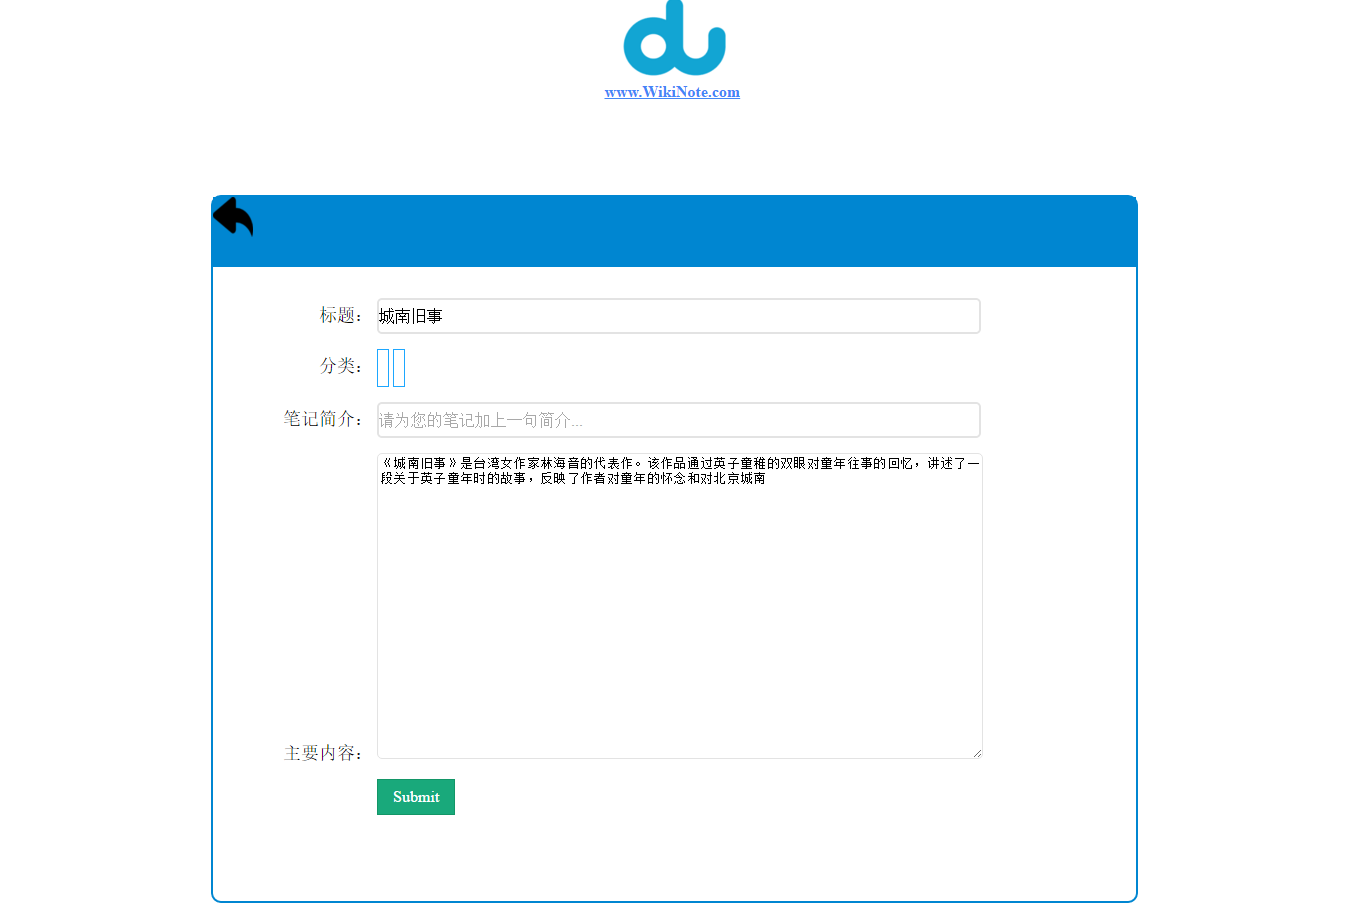 www.WikiNote.com
标题： 城南旧事
分类：
笔记简介： 请为您的笔记加上一句简介...
《城南旧事》是台湾女作家林海音的代表作。该作品通过英子童稚的双眼对童年往事的回忆，讲述了一
段关于英子童年时的故事，反映了作者对童年的怀念和对北京城南
主要内容：
Submit